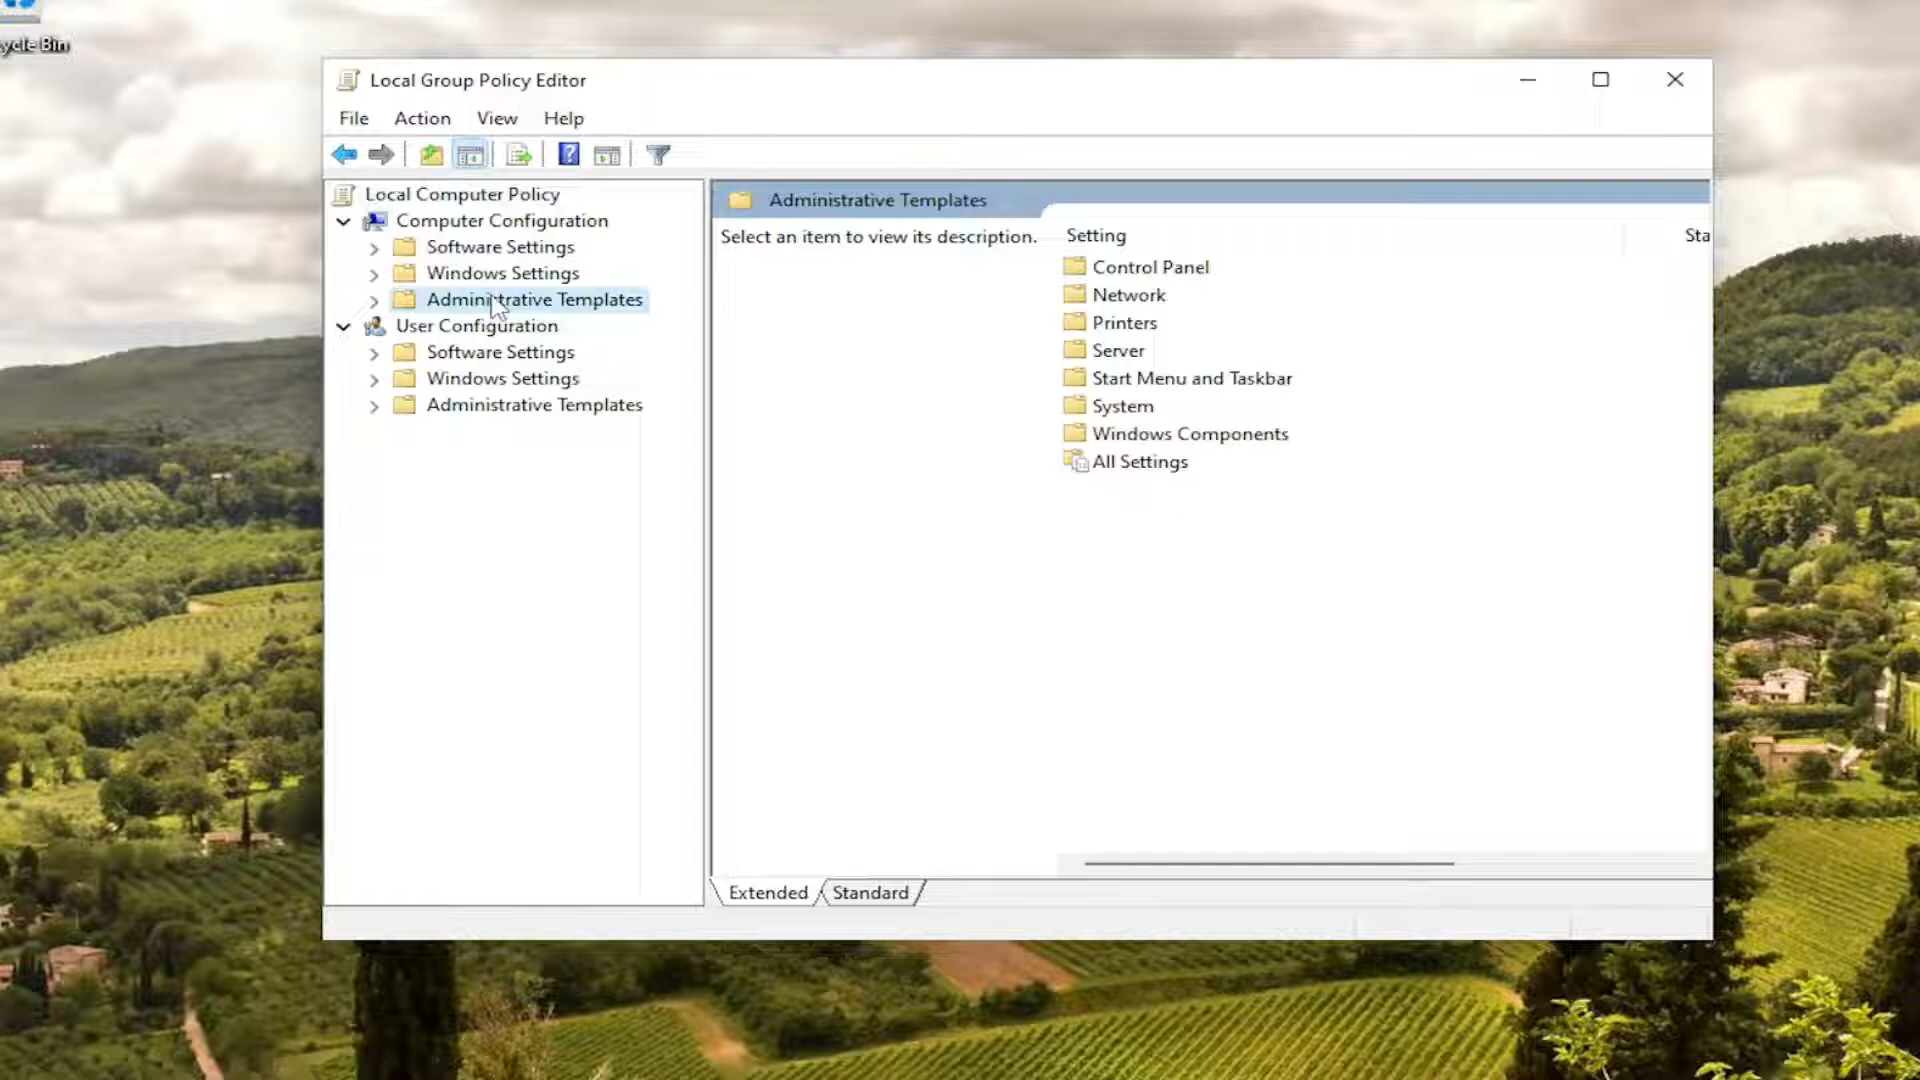 ycle Bin
Local Group Policy Editor
File Action View Help
Local Computer Policy
Computer Configuration
Software Settings
Windows Settings
Administrative Templates
User Configuration
Software Settings
Windows Settings
Administrative Templates
Administrative Templates
Select an item to view its description.
Setting Sta
Control Panel
Network
Printers
Server
Start Menu and Taskbar
System
Windows Components
All Settings
Extended Standard